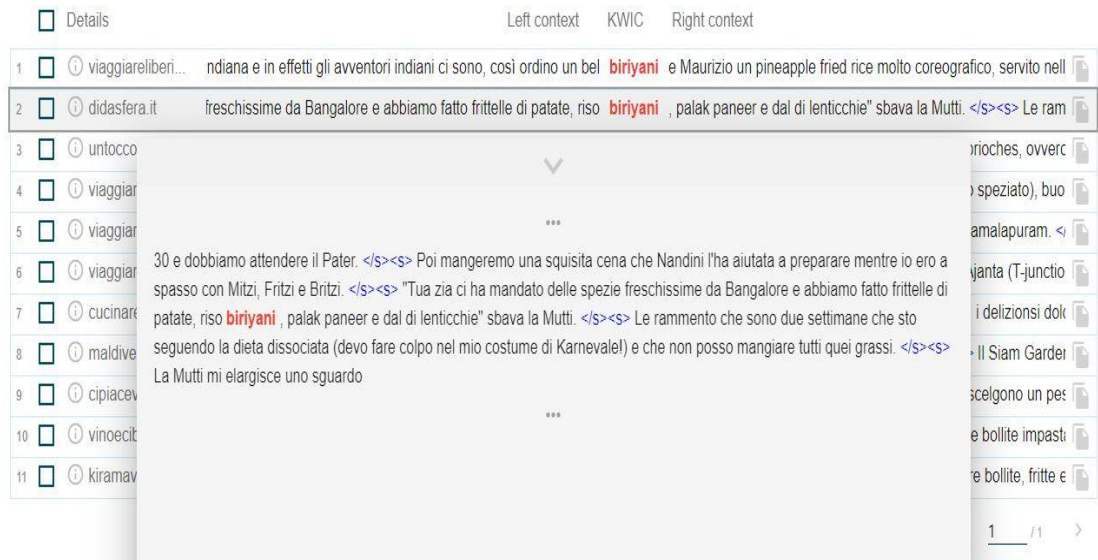 Details Left context KWIC Right context
1 viaggiareliberi... ndiana e in effetti gli avventori indiani ci sono, così ordino un bel biriyani e Maurizio un pineapple fried rice molto coreografico, servito nell
2 didasfera.it freschissime da Bangalore e abbiamo fatto frittelle di patate, riso biriyani , palak paneer e dal di lenticchie" sbava la Mutti. </s><s> Le ram
3 untocco orioches, ovverc
4 viaggiar o speziato), buo
5 viaggiar amalapuram. </
6 viaggiar Ajanta (T-junctio
7 cucinare i delizionsi dolc
8 maldive Il Siam Garder
9 cipiacev scelgono un pes
10 vinoecib e bollite impasta
11 kiramav re bollite, fritte e
...
30 e dobbiamo attendere il Pater. </s><s> Poi mangeremo una squisita cena che Nandini l'ha aiutata a preparare mentre io ero a
spasso con Mitzi, Fritzi e Britzi. </s><s> "Tua zia ci ha mandato delle spezie freschissime da Bangalore e abbiamo fatto frittelle di
patate, riso biriyani , palak paneer e dal di lenticchie" sbava la Mutti. </s><s> Le rammento che sono due settimane che sto
seguendo la dieta dissociata (devo fare colpo nel mio costume di Karnevale!) e che non posso mangiare tutti quei grassi. </s><s>
La Mutti mi elargisce uno sguardo
...
1 /1